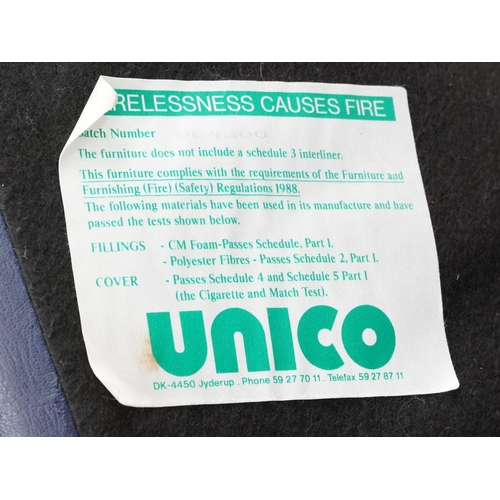 RELESSNESS CAUSES FIRE
Batch Number
The furniture does not include a schedule 3 interliner.
This furniture complies with the requirements of the Furniture and
Furnishing (Fire) (Safety) Regulations 1988.
The following materials have been used in its manufacture and have
passed the tests shown below.
FILLINGS - CM Foam-Passes Schedule, Part I.
- Polyester Fibres - Passes Schedule 2, Part I.
COVER - Passes Schedule 4 and Schedule 5 Part I
(the Cigarette and Match Test).
UNICO
DK-4450 Jyderup . Phone 59 27 70 11 . Telefax 59 27 87 11